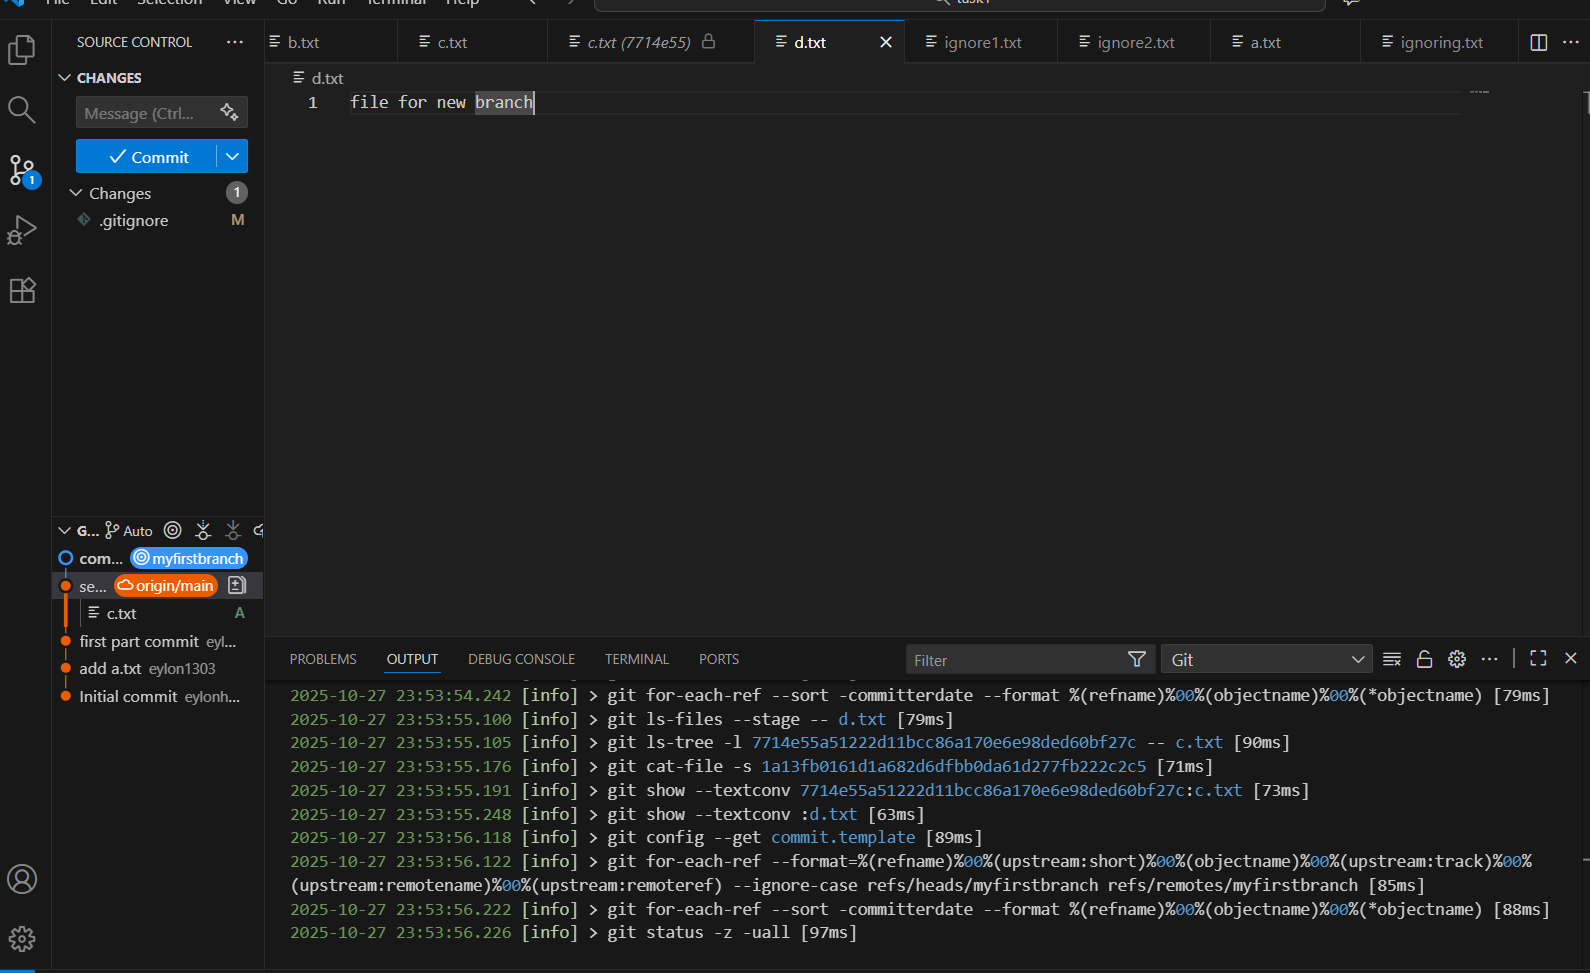 File Edit Selection View Go Run Terminal Help
task1
SOURCE CONTROL
b.txt
c.txt
c.txt (7714e55)
d.txt
ignore1.txt
ignore2.txt
a.txt
ignoring.txt
CHANGES
d.txt
Message (Ctrl...
1 file for new branch
Commit
1
Changes 1
.gitignore M
G... Auto
com... myfirstbranch
se... origin/main
c.txt A
first part commit eyl...
add a.txt eylon1303
Initial commit eylonh...
PROBLEMS OUTPUT DEBUG CONSOLE TERMINAL PORTS
Filter
Git
2025-10-27 23:53:54.242 [info] > git for-each-ref --sort -committerdate --format %(refname)%00%(objectname)%00%(*objectname) [79ms]
2025-10-27 23:53:55.100 [info] > git ls-files --stage -- d.txt [79ms]
2025-10-27 23:53:55.105 [info] > git ls-tree -l 7714e55a51222d11bcc86a170e6e98ded60bf27c -- c.txt [90ms]
2025-10-27 23:53:55.176 [info] > git cat-file -s 1a13fb0161d1a682d6dfbb0da61d277fb222c2c5 [71ms]
2025-10-27 23:53:55.191 [info] > git show --textconv 7714e55a51222d11bcc86a170e6e98ded60bf27c:c.txt [73ms]
2025-10-27 23:53:55.248 [info] > git show --textconv :d.txt [63ms]
2025-10-27 23:53:56.118 [info] > git config --get commit.template [89ms]
2025-10-27 23:53:56.122 [info] > git for-each-ref --format=%(refname)%00%(upstream:short)%00%(objectname)%00%(upstream:track)%00%
(upstream:remotename)%00%(upstream:remoteref) --ignore-case refs/heads/myfirstbranch refs/remotes/myfirstbranch [85ms]
2025-10-27 23:53:56.222 [info] > git for-each-ref --sort -committerdate --format %(refname)%00%(objectname)%00%(*objectname) [88ms]
2025-10-27 23:53:56.226 [info] > git status -z -uall [97ms]